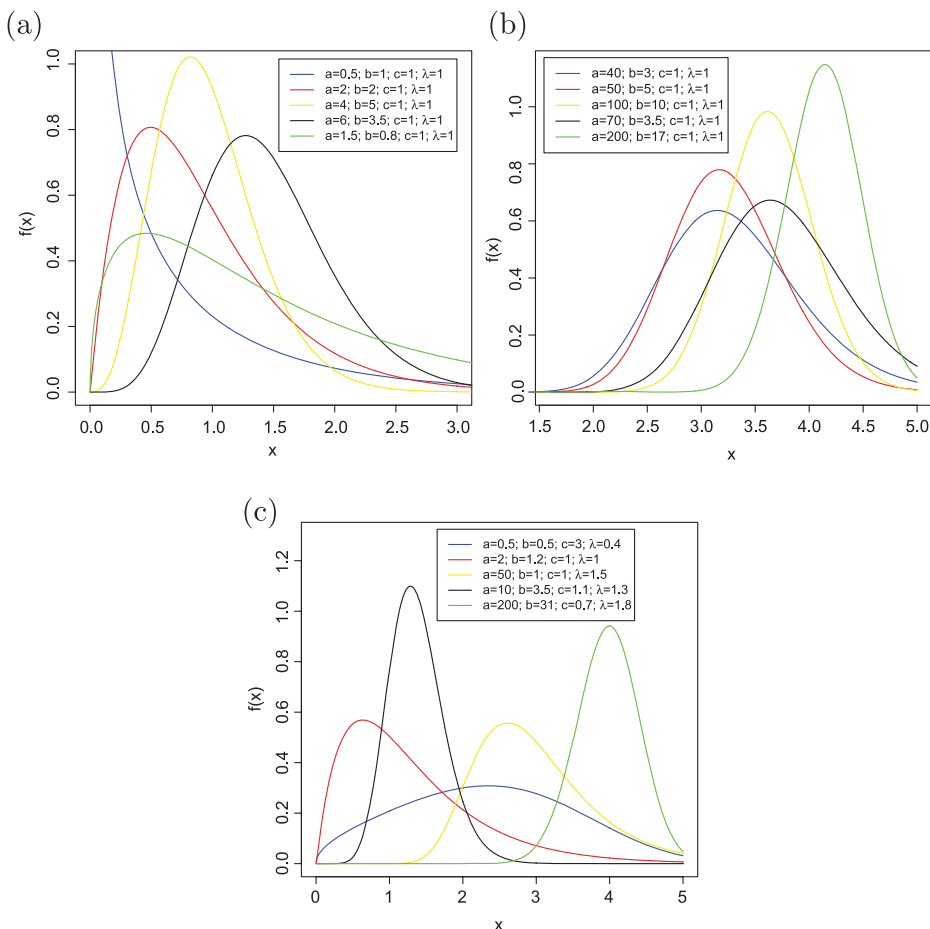 (a)
1.0
0.8
0.6
0.4
0.2
0.0
f(x)
a=0.5; b=1; c=1; λ=1
a=2; b=2; c=1; λ=1
a=4; b=5; c=1; λ=1
a=6; b=3.5; c=1; λ=1
a=1.5; b=0.8; c=1; λ=1
0.0 0.5 1.0 1.5 2.0 2.5 3.0
x
(b)
1.0
0.8
0.6
0.4
0.2
0.0
f(x)
a=40; b=3; c=1; λ=1
a=50; b=5; c=1; λ=1
a=100; b=10; c=1; λ=1
a=70; b=3.5; c=1; λ=1
a=200; b=17; c=1; λ=1
1.5 2.0 2.5 3.0 3.5 4.0 4.5 5.0
x
(c)
1.2
1.0
0.8
0.6
0.4
0.2
0.0
f(x)
a=0.5; b=0.5; c=3; λ=0.4
a=2; b=1.2; c=1; λ=1
a=50; b=1; c=1; λ=1.5
a=10; b=3.5; c=1.1; λ=1.3
a=200; b=31; c=0.7; λ=1.8
0 1 2 3 4 5
x